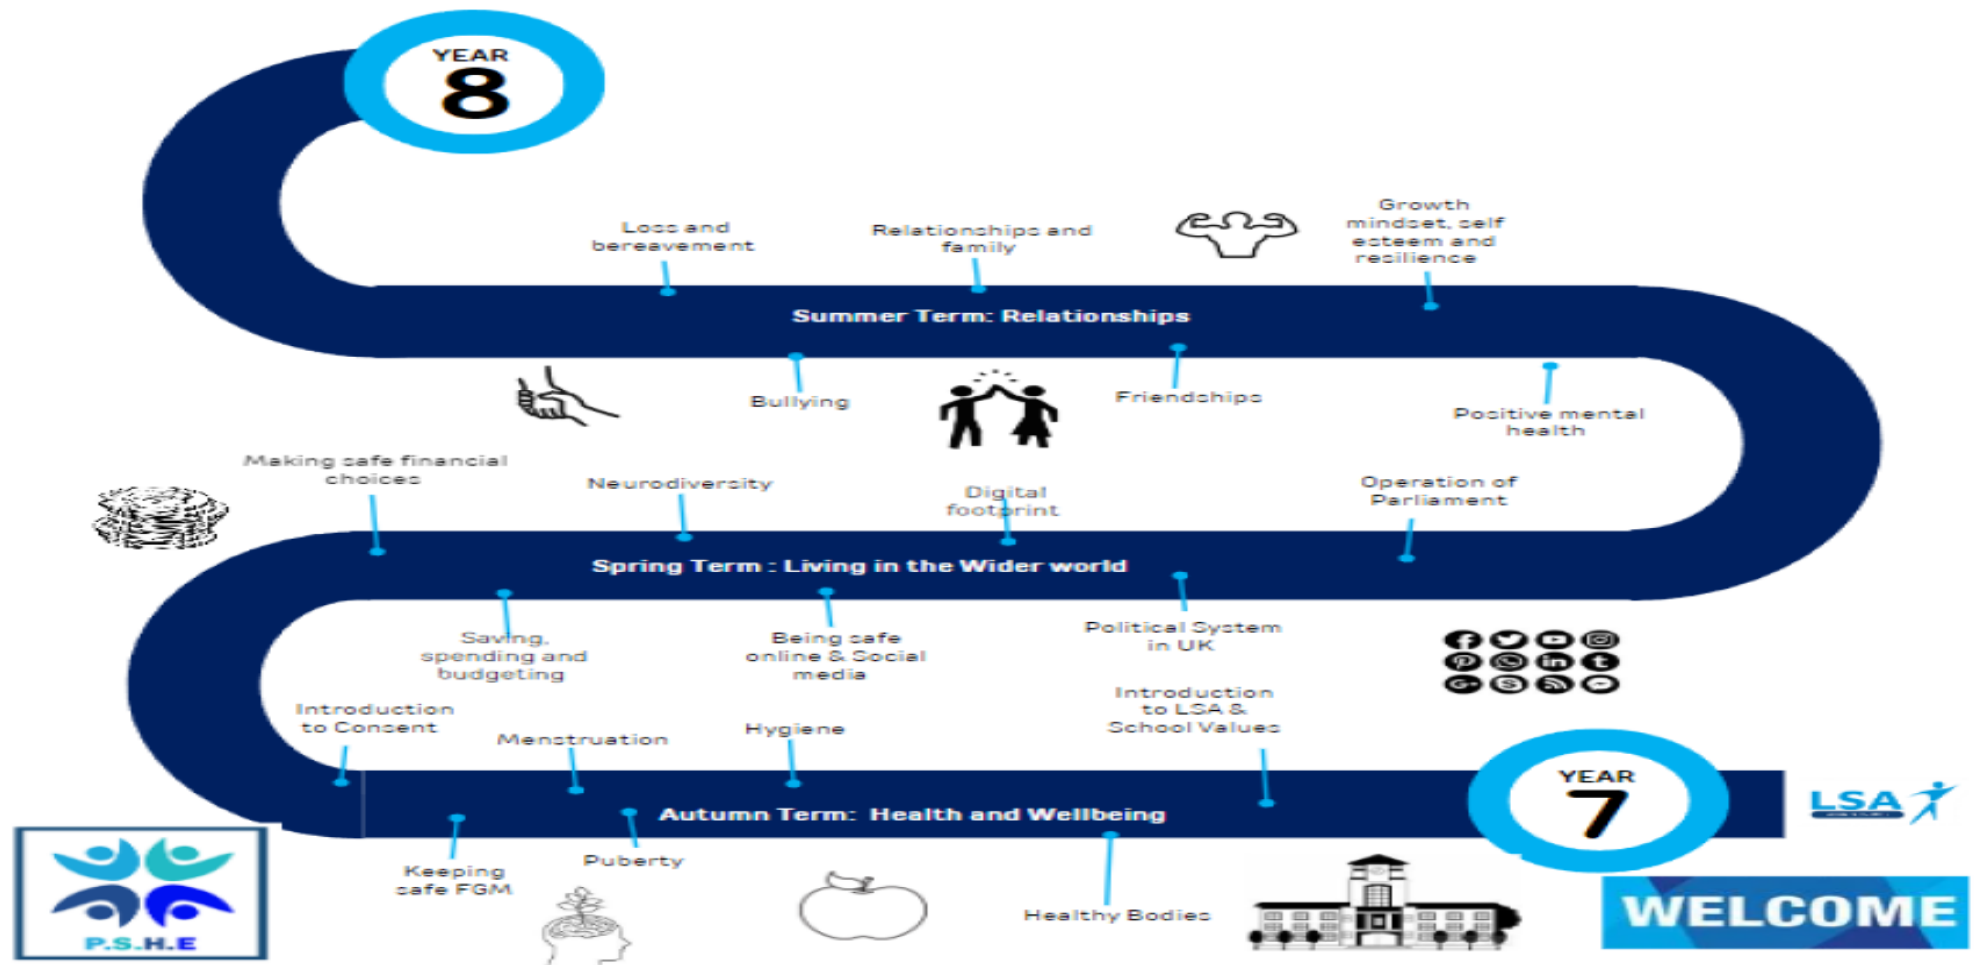 YEAR
8
Loss and
bereavement
Relationships and
family
Growth
mindset, self
esteem and
resilience
Summer Term: Relationships
Bullying
Friendships
Positive mental
health
Making safe financial
choices
Neurodiversity
Digital
footprint
Operation of
Parliament
Spring Term : Living in the Wider world
Saving,
spending and
budgeting
Being safe
online & Social
media
Political System
in UK
Introduction
to Consent
Menstruation
Hygiene
Introduction
to LSA &
School Values
YEAR
7
Autumn Term:  Health and Wellbeing
LSA
Keeping
safe FGM
Puberty
Healthy Bodies
P.S.H.E
WELCOME